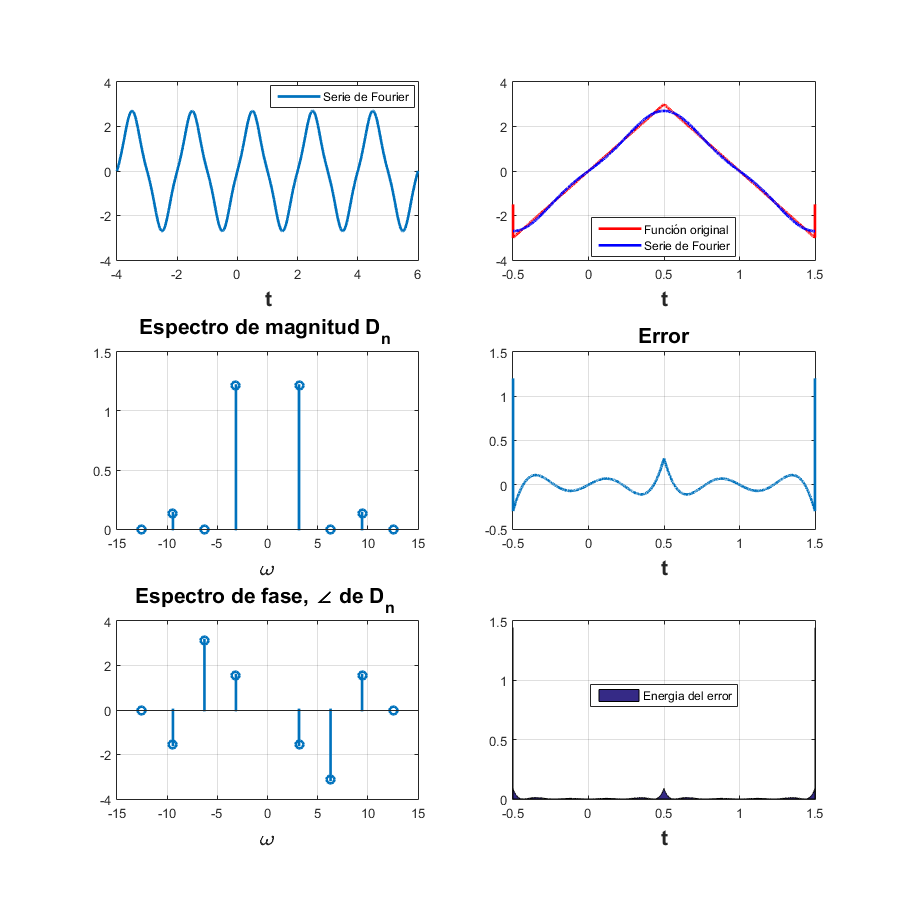 4
2
0
-2
-4
-4 -2 0 2 4 6
t
Serie de Fourier
4
2
0
-2
-4
-0.5 0 0.5 1 1.5
t
Función original
Serie de Fourier
Espectro de magnitud Dn
1.5
1
0.5
0
-15 -10 -5 0 5 10 15
ω
Error
1.5
1
0.5
0
-0.5
-0.5 0 0.5 1 1.5
t
Espectro de fase, ∠ de Dn
4
2
0
-2
-4
-15 -10 -5 0 5 10 15
ω
1.5
1
0.5
0
-0.5 0 0.5 1 1.5
t
Energia del error